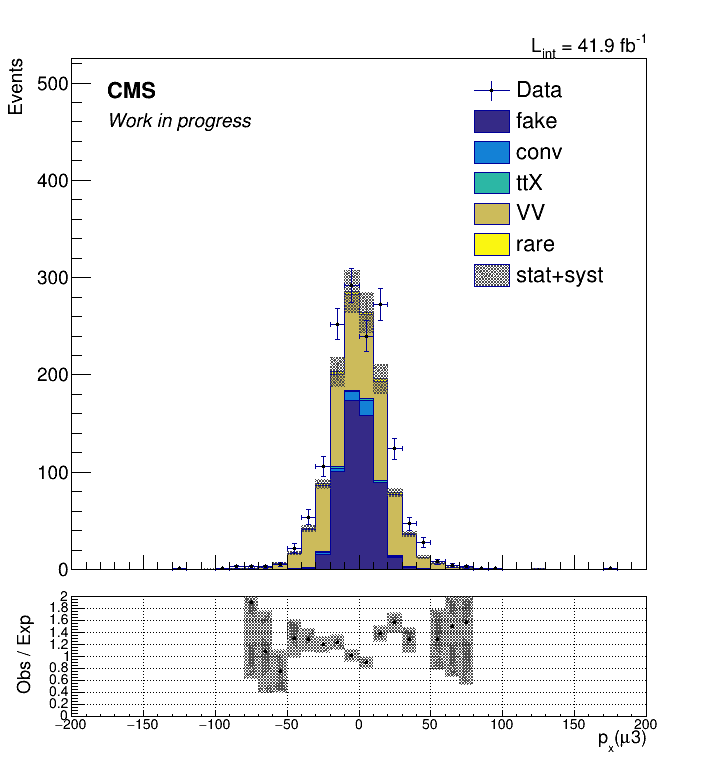 L_int = 41.9 fb^-1
Events
500
400
300
200
100
0
CMS
Work in progress
Data
fake
conv
ttX
VV
rare
stat+syst
Obs / Exp
2
1.8
1.6
1.4
1.2
1
0.8
0.6
0.4
0.2
0
−200 −150 −100 −50 0 50 100 150 200
p_x(μ3)